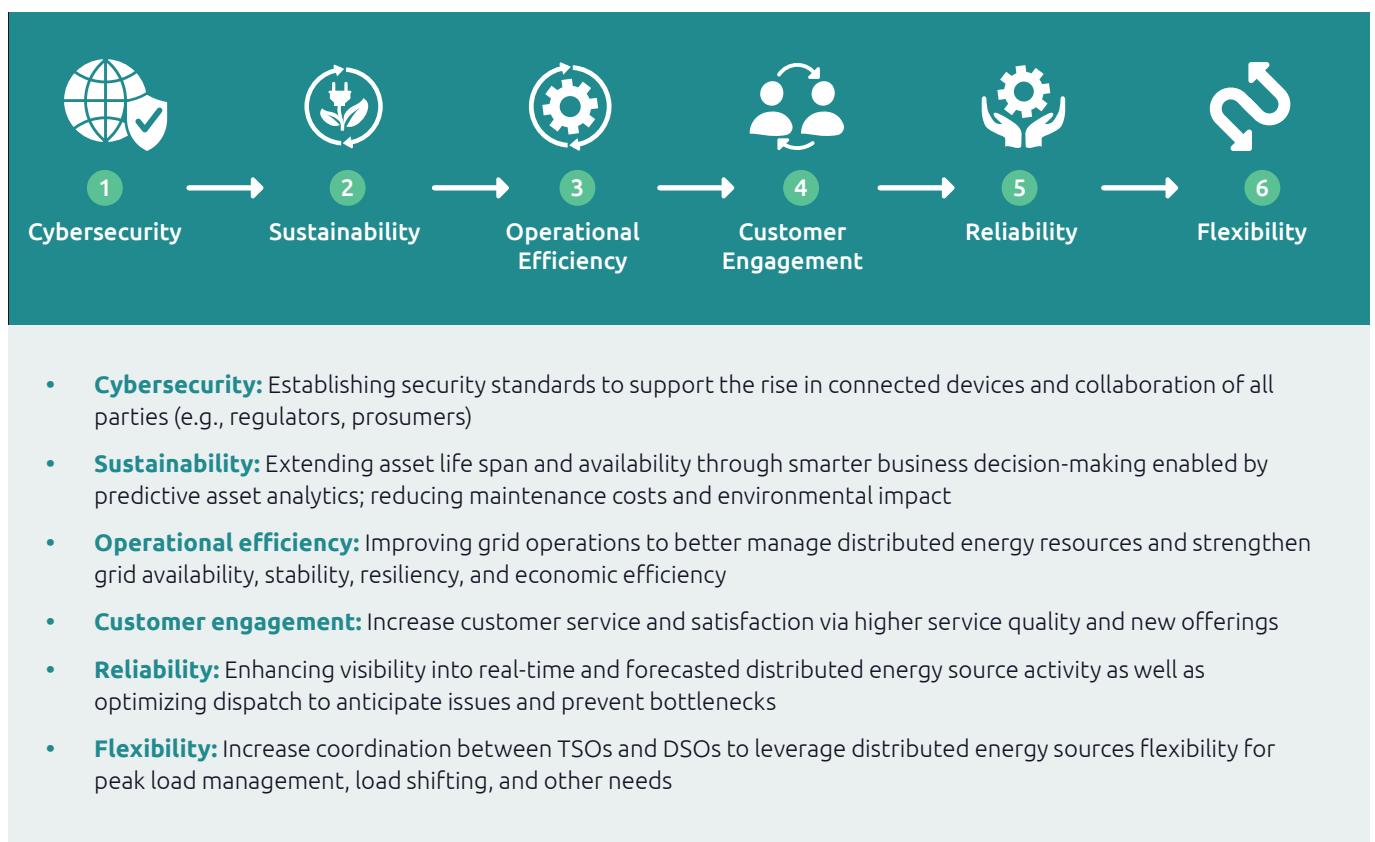 1
2
3
4
5
6
Cybersecurity
Sustainability
Operational
Efficiency
Customer
Engagement
Reliability
Flexibility
• Cybersecurity: Establishing security standards to support the rise in connected devices and collaboration of all
parties (e.g., regulators, prosumers)
• Sustainability: Extending asset life span and availability through smarter business decision-making enabled by
predictive asset analytics; reducing maintenance costs and environmental impact
• Operational efficiency: Improving grid operations to better manage distributed energy resources and strengthen
grid availability, stability, resiliency, and economic efficiency
• Customer engagement: Increase customer service and satisfaction via higher service quality and new offerings
• Reliability: Enhancing visibility into real-time and forecasted distributed energy source activity as well as
optimizing dispatch to anticipate issues and prevent bottlenecks
• Flexibility: Increase coordination between TSOs and DSOs to leverage distributed energy sources flexibility for
peak load management, load shifting, and other needs